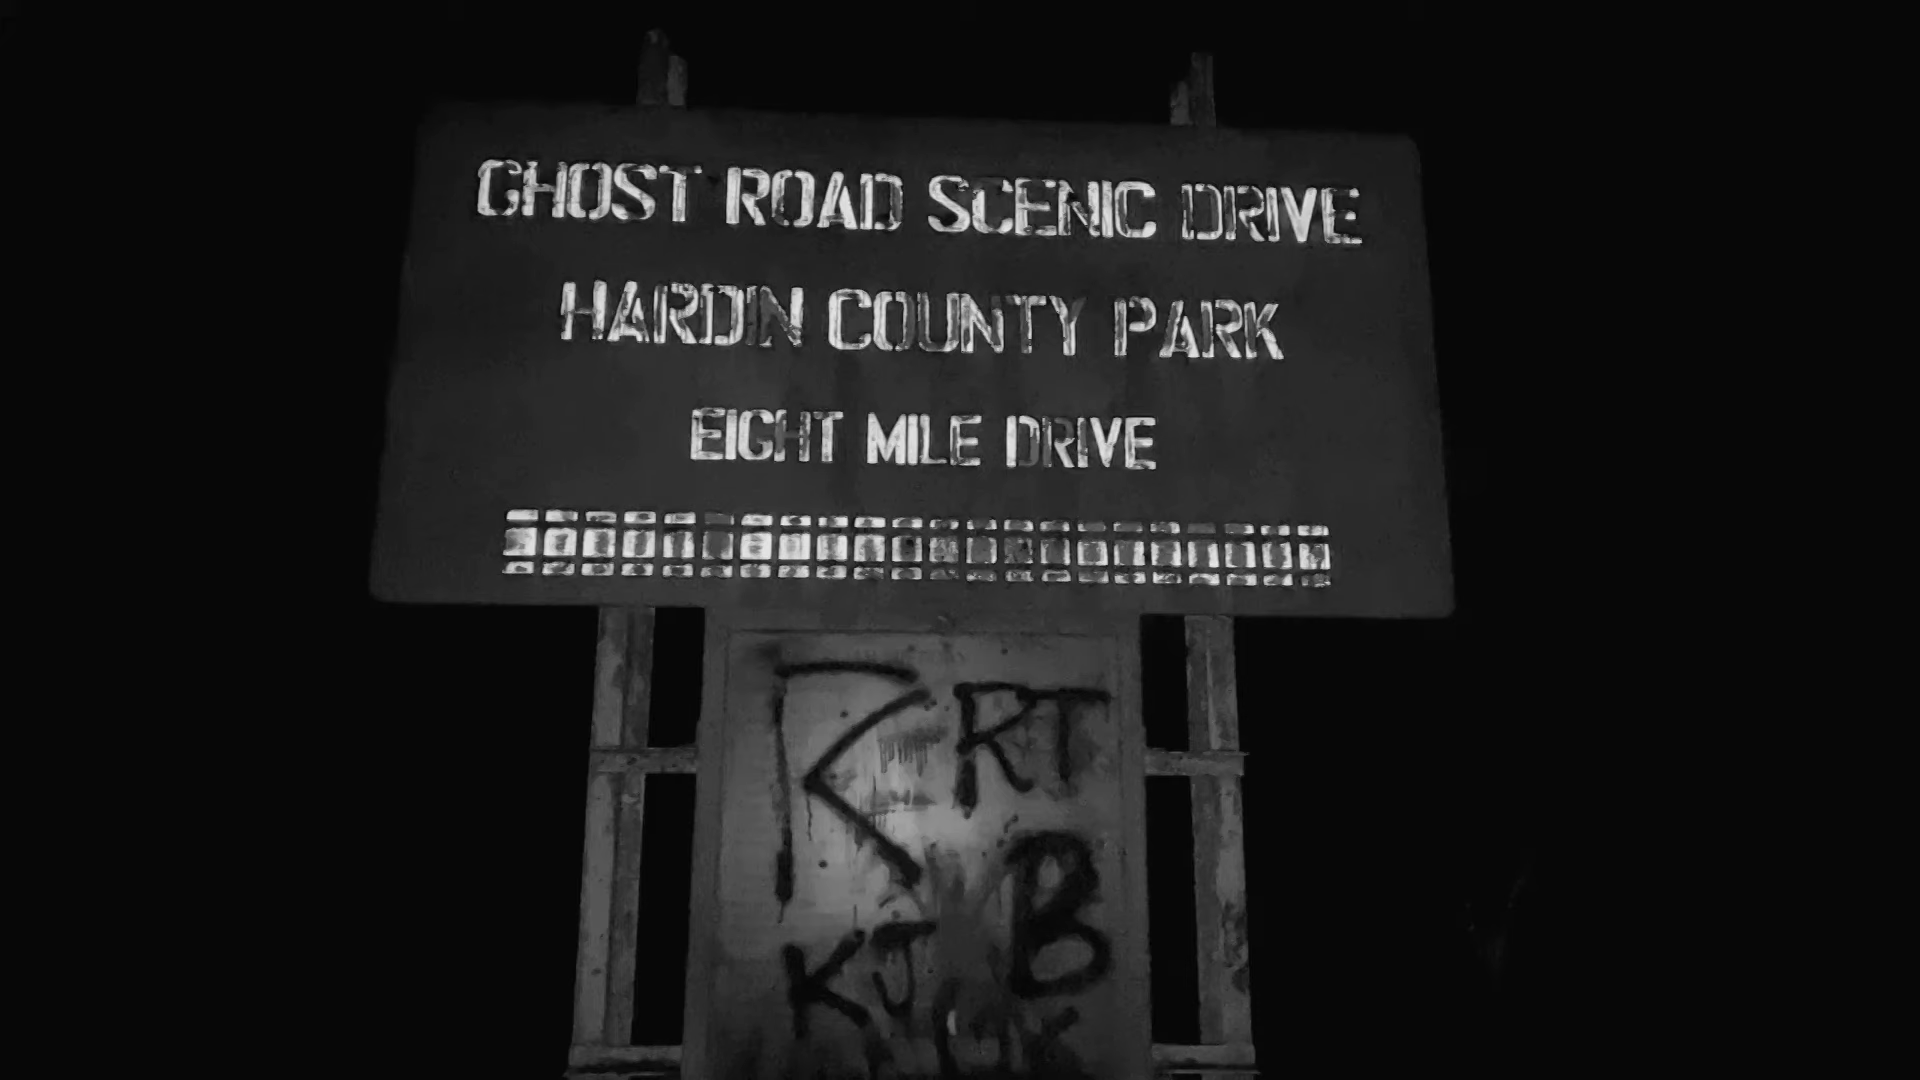 GHOST ROAD SCENIC DRIVE
HARDIN COUNTY PARK
EIGHT MILE DRIVE
RT
B
KJ